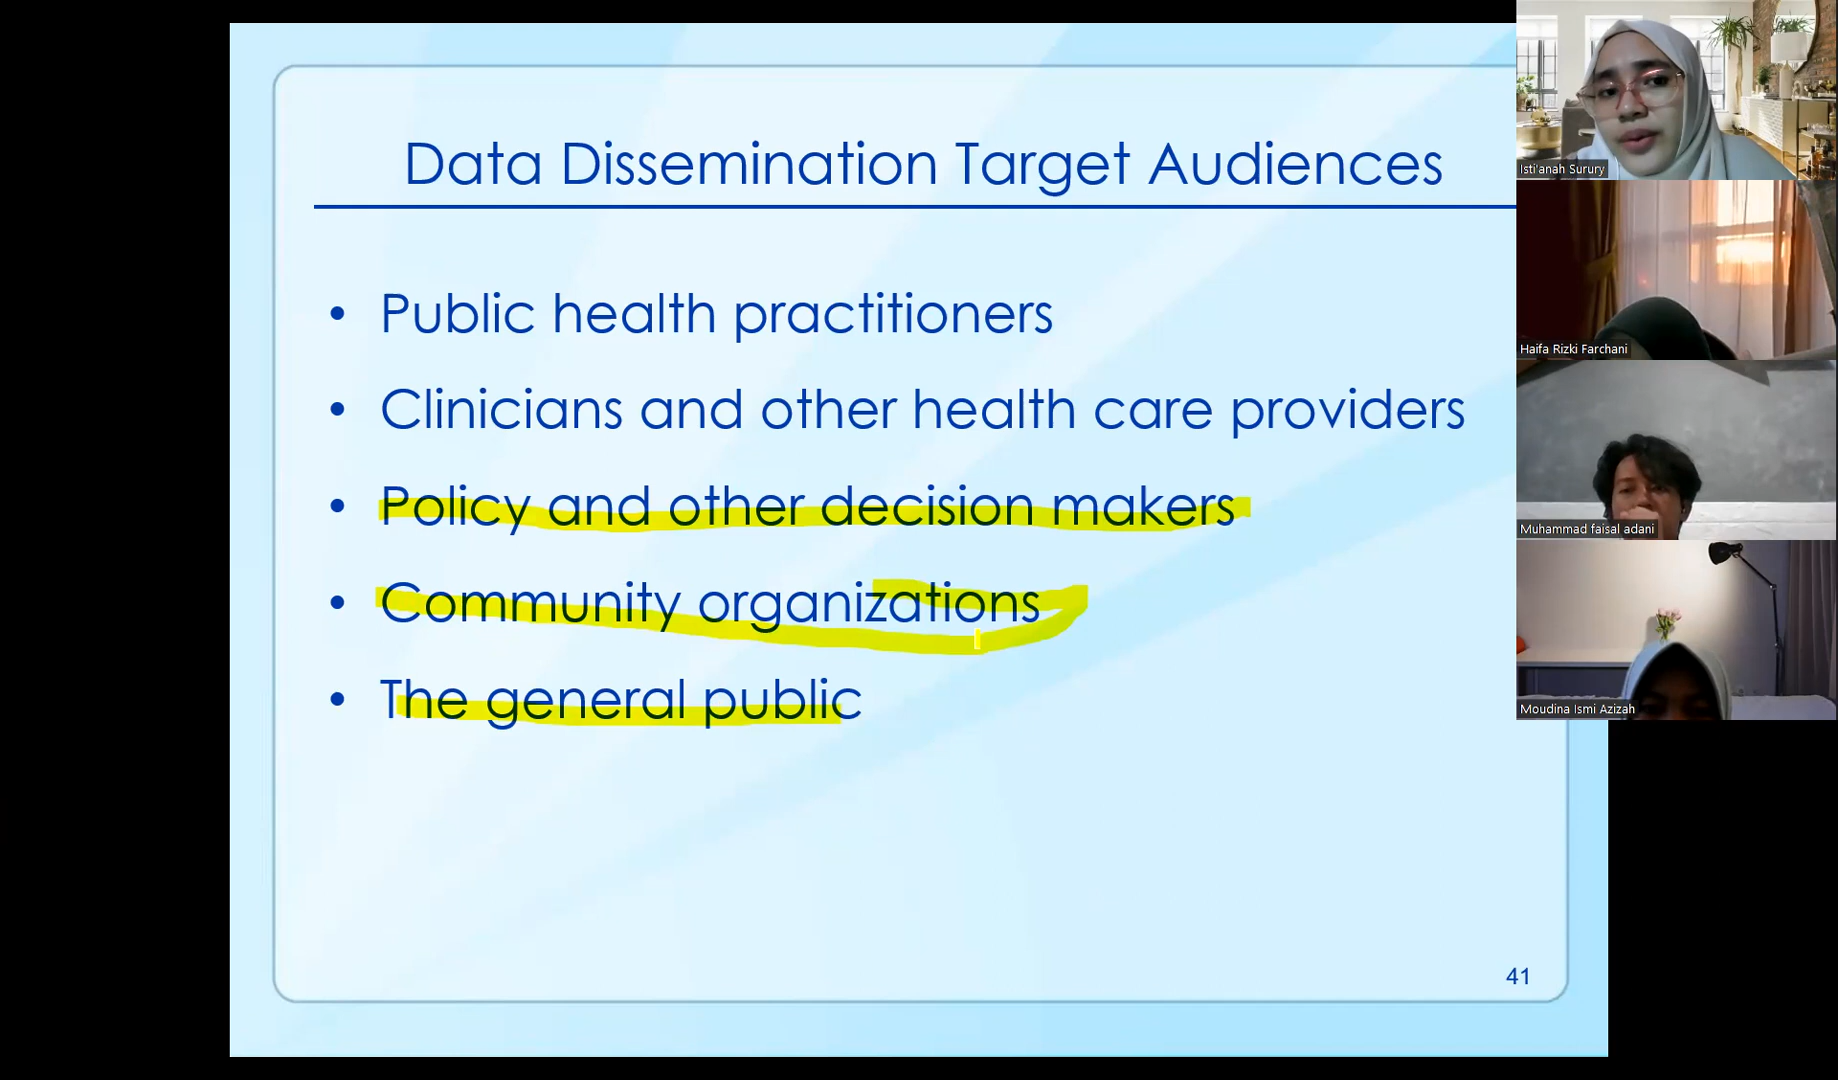 Data Dissemination Target Audiences
• Public health practitioners
• Clinicians and other health care providers
• Policy and other decision makers
• Community organizations
• The general public
41
Isti'anah Surury
Haifa Rizki Farchani
Muhammad faisal adani
Moudina Ismi Azizah